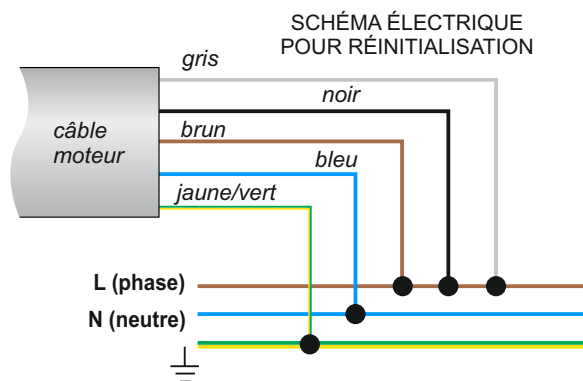 SCHÉMA ÉLECTRIQUE
POUR RÉINITIALISATION
gris
noir
câble
moteur
brun
bleu
jaune/vert
L (phase)
N (neutre)